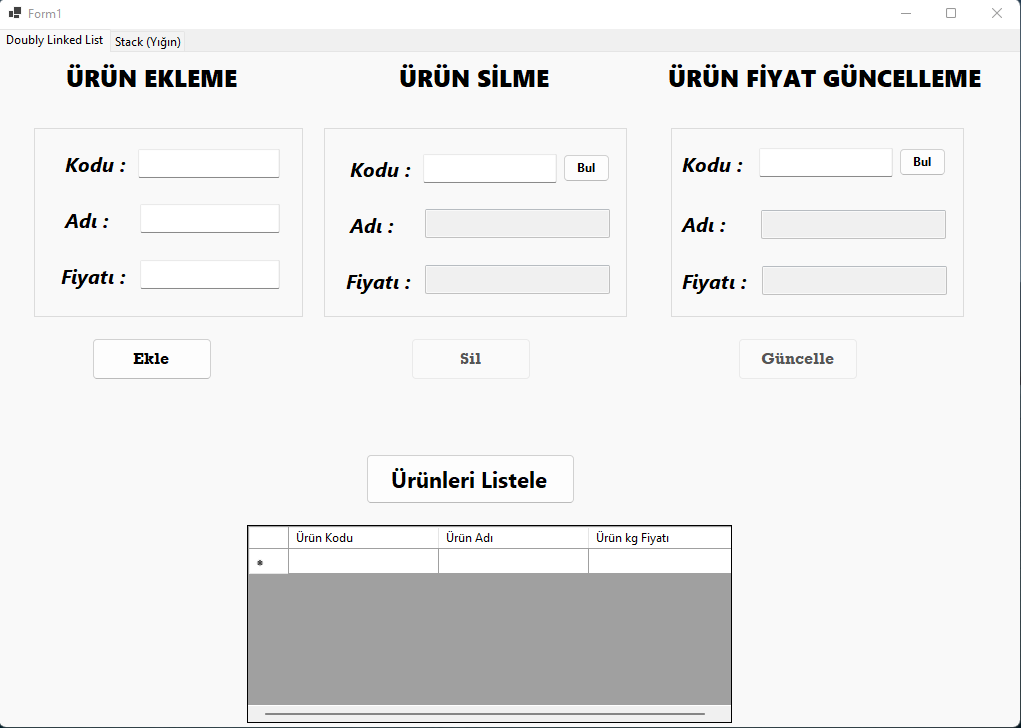 Form1
Doubly Linked List Stack (Yığın)
ÜRÜN EKLEME
Kodu :
Adı :
Fiyatı :
Ekle
ÜRÜN SİLME
Kodu : Bul
Adı :
Fiyatı :
Sil
ÜRÜN FİYAT GÜNCELLEME
Kodu : Bul
Adı :
Fiyatı :
Güncelle
Ürünleri Listele
Ürün Kodu Ürün Adı Ürün kg Fiyatı